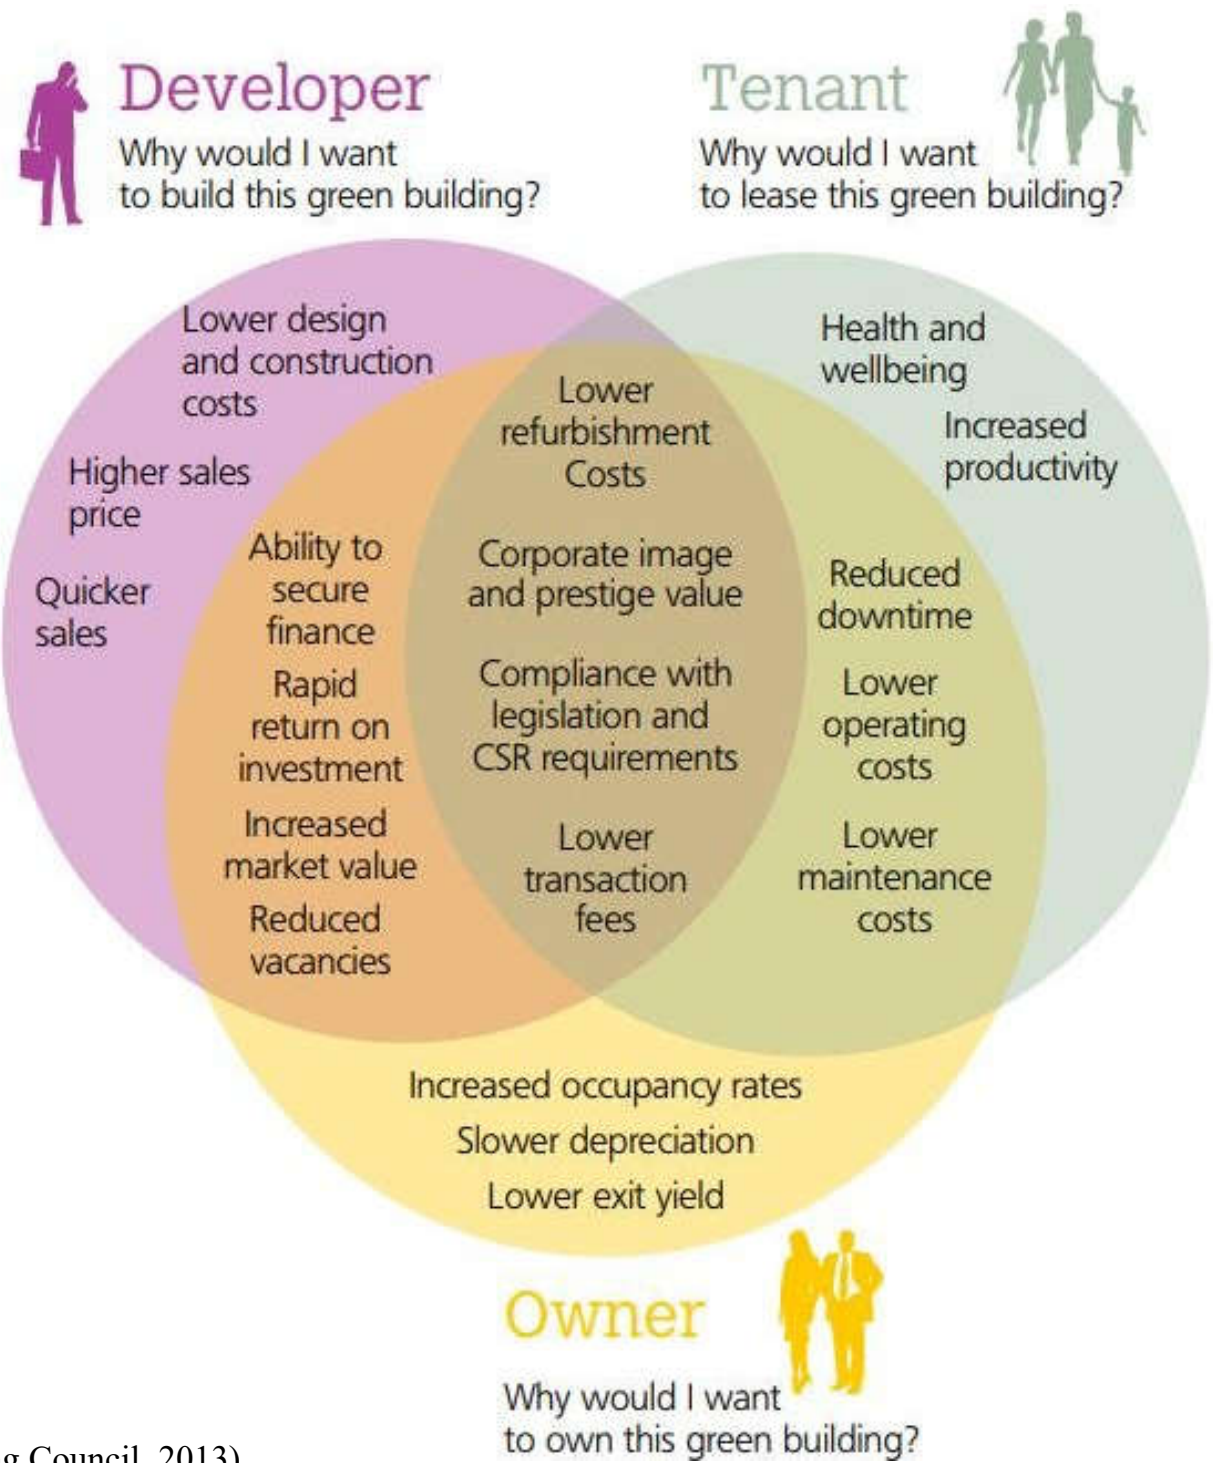 Developer
Why would I want
to build this green building?
Tenant
Why would I want
to lease this green building?
Lower design
and construction
costs
Higher sales
price
Quicker
sales
Ability to
secure
finance
Rapid
return on
investment
Increased
market value
Reduced
vacancies
Lower
refurbishment
Costs
Corporate image
and prestige value
Compliance with
legislation and
CSR requirements
Lower
transaction
fees
Health and
wellbeing
Increased
productivity
Reduced
downtime
Lower
operating
costs
Lower
maintenance
costs
Increased occupancy rates
Slower depreciation
Lower exit yield
Owner
Why would I want
to own this green building?
g Council, 2013)